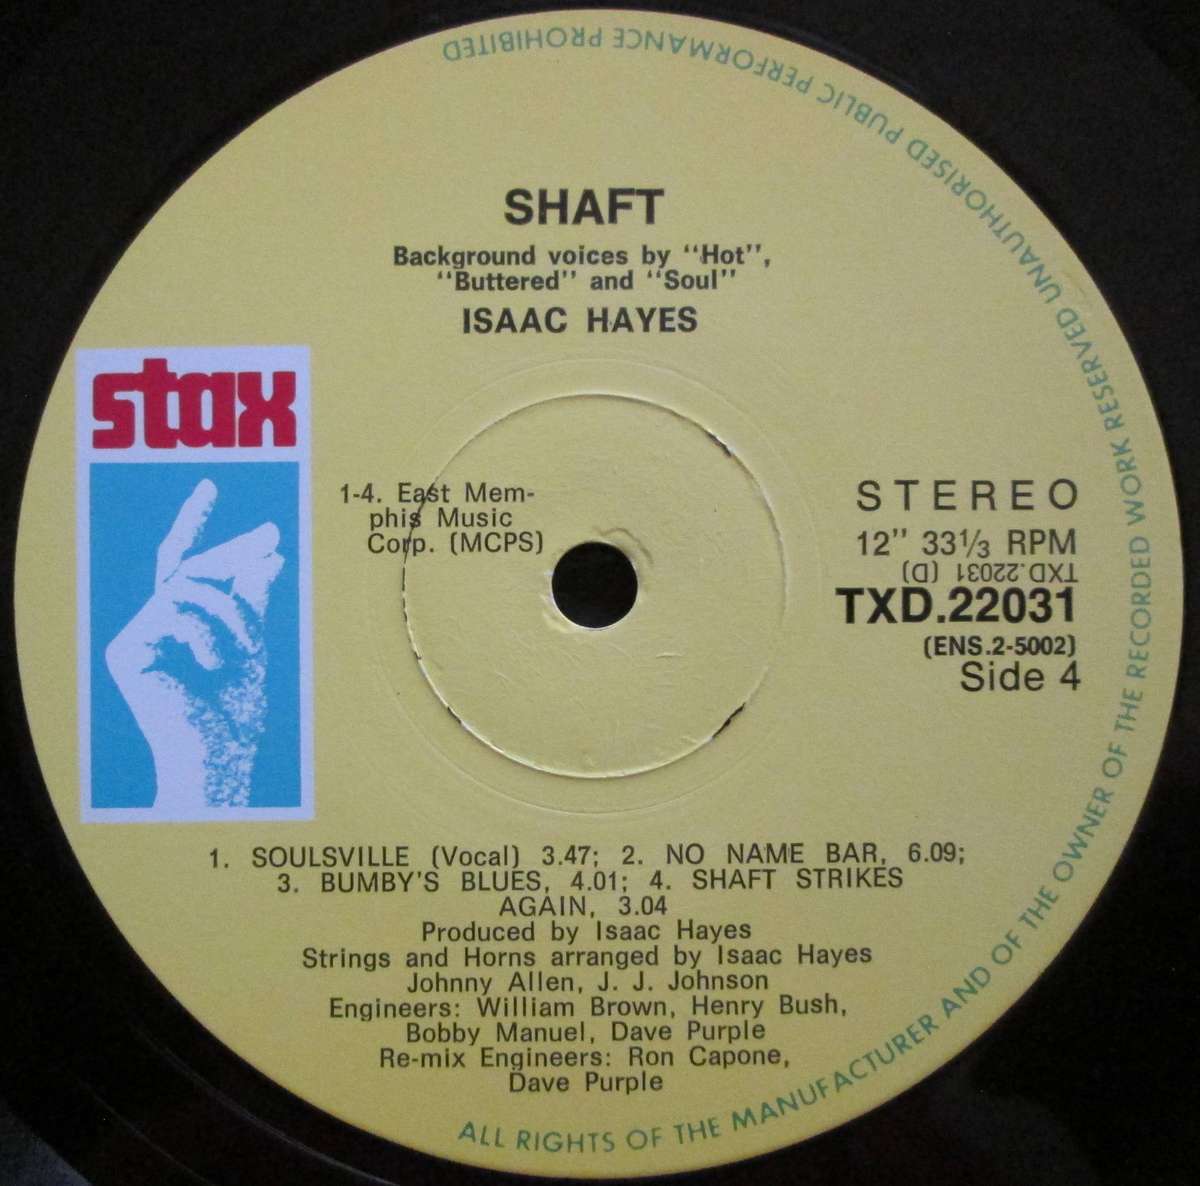 SHAFT
Background voices by "Hot",
"Buttered" and "Soul"
ISAAC HAYES
stax
1-4. East Mem-
phis Music
Corp. (MCPS)
STEREO
12" 33⅓ RPM
TXD.22031 (D)
TXD.22031
(ENS.2-5002)
Side 4
1. SOULSVILLE (Vocal) 3.47; 2. NO NAME BAR, 6.09;
3. BUMBY'S BLUES, 4.01; 4. SHAFT STRIKES
AGAIN, 3.04
Produced by Isaac Hayes
Strings and Horns arranged by Isaac Hayes
Johnny Allen, J. J. Johnson
Engineers: William Brown, Henry Bush,
Bobby Manuel, Dave Purple
Re-mix Engineers: Ron Capone,
Dave Purple
ALL RIGHTS OF THE MANUFACTURER AND OF THE OWNER OF THE RECORDED WORK RESERVED UNAUTHORISED PUBLIC PERFORMANCE PROHIBITED